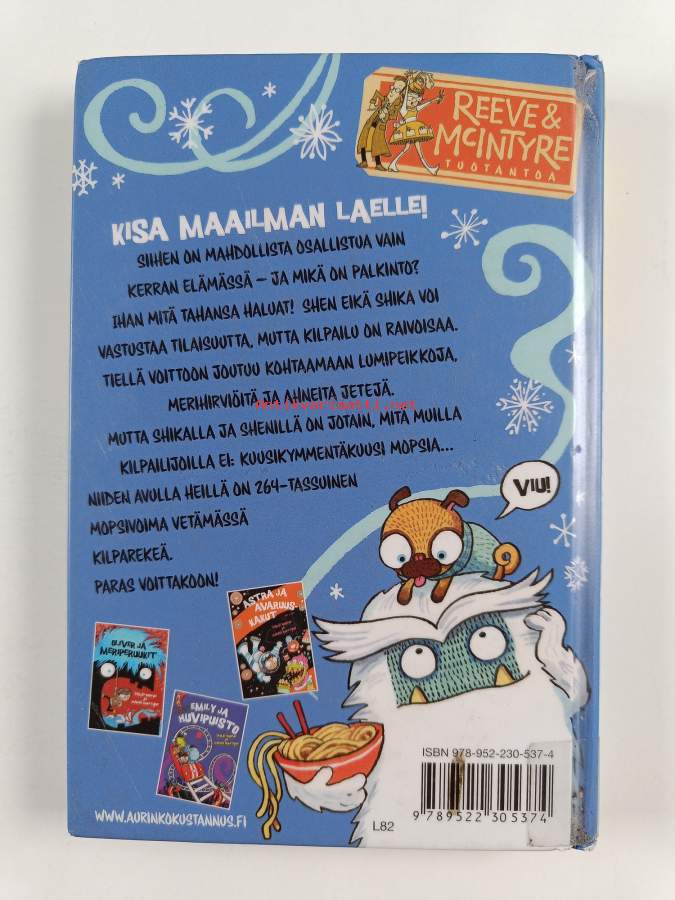 REEVE &
MCINTYRE
TUOTANTOA
KISA MAAILMAN LAELLE!
SIIHEN ON MAHDOLLISTA OSALLISTUA VAIN
KERRAN ELÄMÄSSÄ – JA MIKÄ ON PALKINTO?
IHAN MITÄ TAHANSA HALUAT! SHEN EIKÄ SHIKA VOI
VASTUSTAA TILAISUUTTA, MUTTA KILPAILU ON RAIVOISAA.
TIELLÄ VOITTOON JOUTUU KOHTAAMAAN LUMIPEIKKOJA,
MERIHIRVIÖITÄ JA AHNEITA JETEJÄ.
Antikvariaatti.net
MUTTA SHIKALLA JA SHENILLÄ ON JOTAIN, MITÄ MUILLA
KILPAILIJOILLA EI: KUUSIKYMMENTÄKUUSI MOPSIA...
NIIDEN AVULLA HEILLÄ ON 264-TASSUINEN
MOPSIVOIMA VETÄMÄSSÄ
KILPAREKEÄ.
PARAS VOITTAKOON!
VIU!
ASTRA JA
AVARUUS-
KAKUT
OLIVER JA
MERIPERUUKIT
EMILY JA
HUVIPUISTO
WWW.AURINKOKUSTANNUS.FI
L82
ISBN 978-952-230-537-4
9 789522 305374